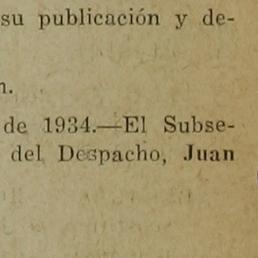 su publicación y de-
n.
de 1934.—El Subse-
del Despacho, Juan